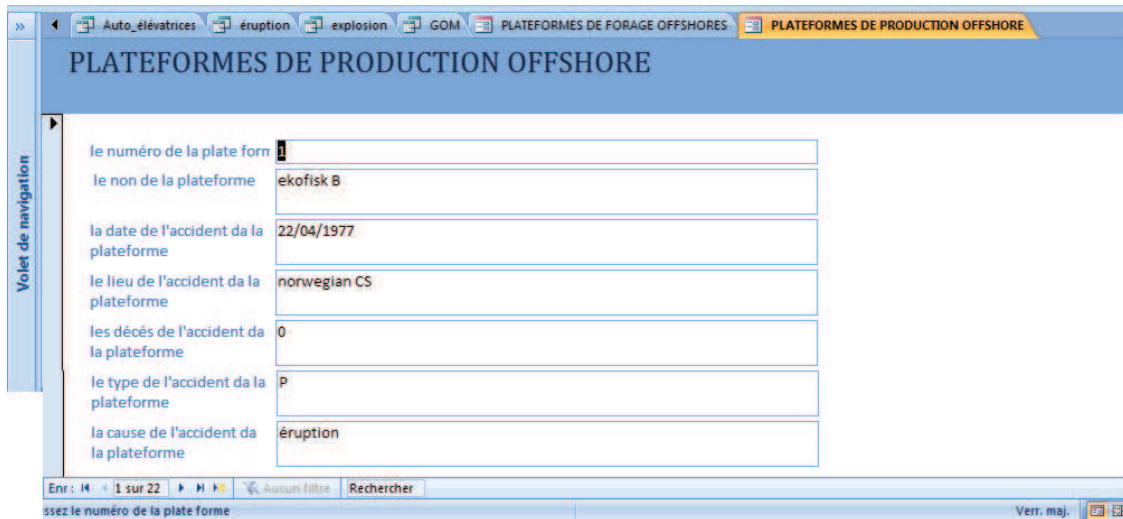 » Auto_élévatrices éruption explosion GOM PLATEFORMES DE FORAGE OFFSHORES PLATEFORMES DE PRODUCTION OFFSHORE
PLATEFORMES DE PRODUCTION OFFSHORE
Volet de navigation
le numéro de la plate form 1
le non de la plateforme ekofisk B
la date de l'accident da la 22/04/1977
plateforme
le lieu de l'accident da la norwegian CS
plateforme
les décés de l'accident da 0
la plateforme
le type de l'accident da la P
plateforme
la cause de l'accident da éruption
la plateforme
Enr : 1 sur 22 Aucun filtre Rechercher
ssez le numéro de la plate forme Verr. maj.